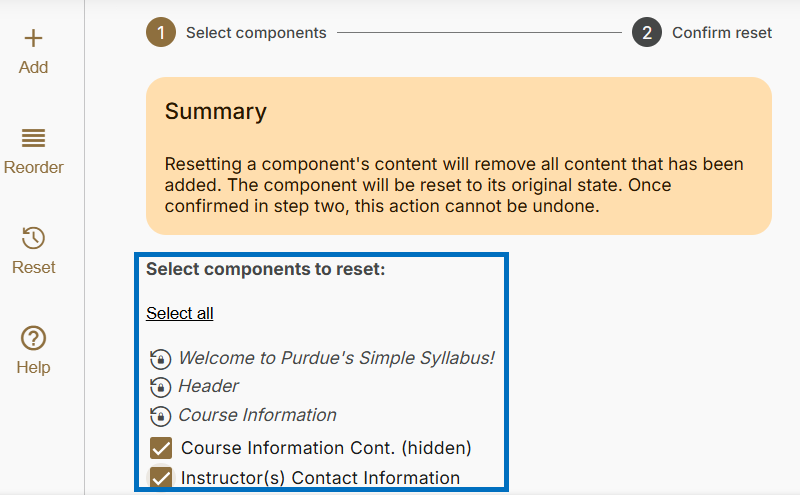 Add
Reorder
Reset
Help
1 Select components
2 Confirm reset
Summary
Resetting a component's content will remove all content that has been
added. The component will be reset to its original state. Once
confirmed in step two, this action cannot be undone.
Select components to reset:
Select all
Welcome to Purdue's Simple Syllabus!
Header
Course Information
Course Information Cont. (hidden)
Instructor(s) Contact Information